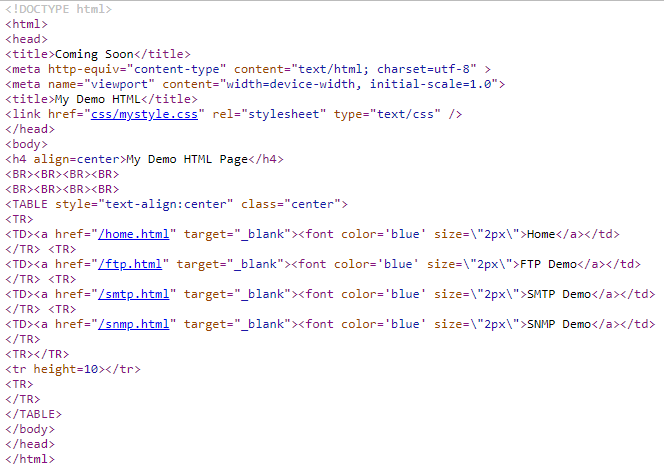 <!DOCTYPE html>
<html>
<head>
<title>Coming Soon</title>
<meta http-equiv="content-type" content="text/html; charset=utf-8" >
<meta name="viewport" content="width=device-width, initial-scale=1.0">
<title>My Demo HTML</title>
<link href="css/mystyle.css" rel="stylesheet" type="text/css" />
</head>
<body>
<h4 align=center>My Demo HTML Page</h4>
<BR><BR><BR><BR>
<BR><BR><BR><BR>
<TABLE style="text-align:center" class="center">
<TR>
<TD><a href="/home.html" target="_blank"><font color='blue' size=\"2px\">Home</a></td>
</TR> <TR>
<TD><a href="/ftp.html" target="_blank"><font color='blue' size=\"2px\">FTP Demo</a></td>
</TR> <TR>
<TD><a href="/smtp.html" target="_blank"><font color='blue' size=\"2px\">SMTP Demo</a></td>
</TR> <TR>
<TD><a href="/snmp.html" target="_blank"><font color='blue' size=\"2px\">SNMP Demo</a></td>
</TR>
<TR></TR>
<tr height=10></tr>
<TR>
</TR>
</TABLE>
</body>
</head>
</html>